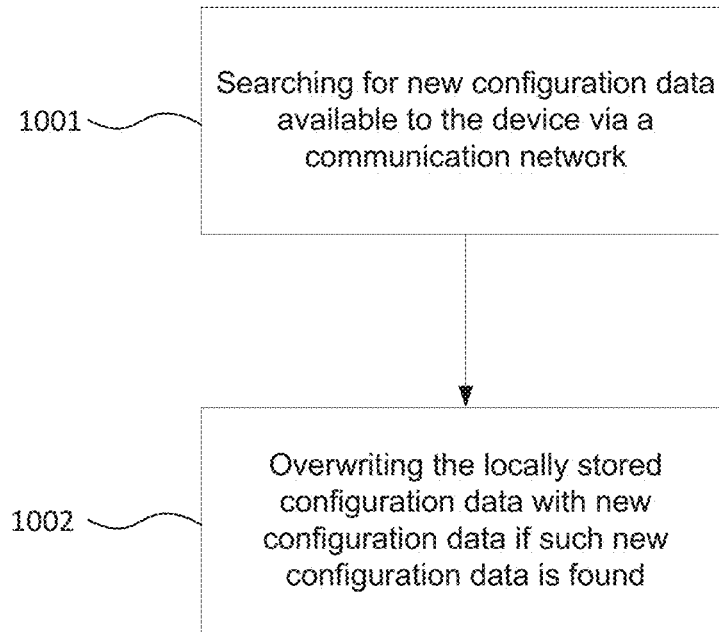 Searching for new configuration data
1001
available to the device via a
communication network
Overwriting the locally stored
configuration data with new
1002
configuration data if such new
configuration data is found